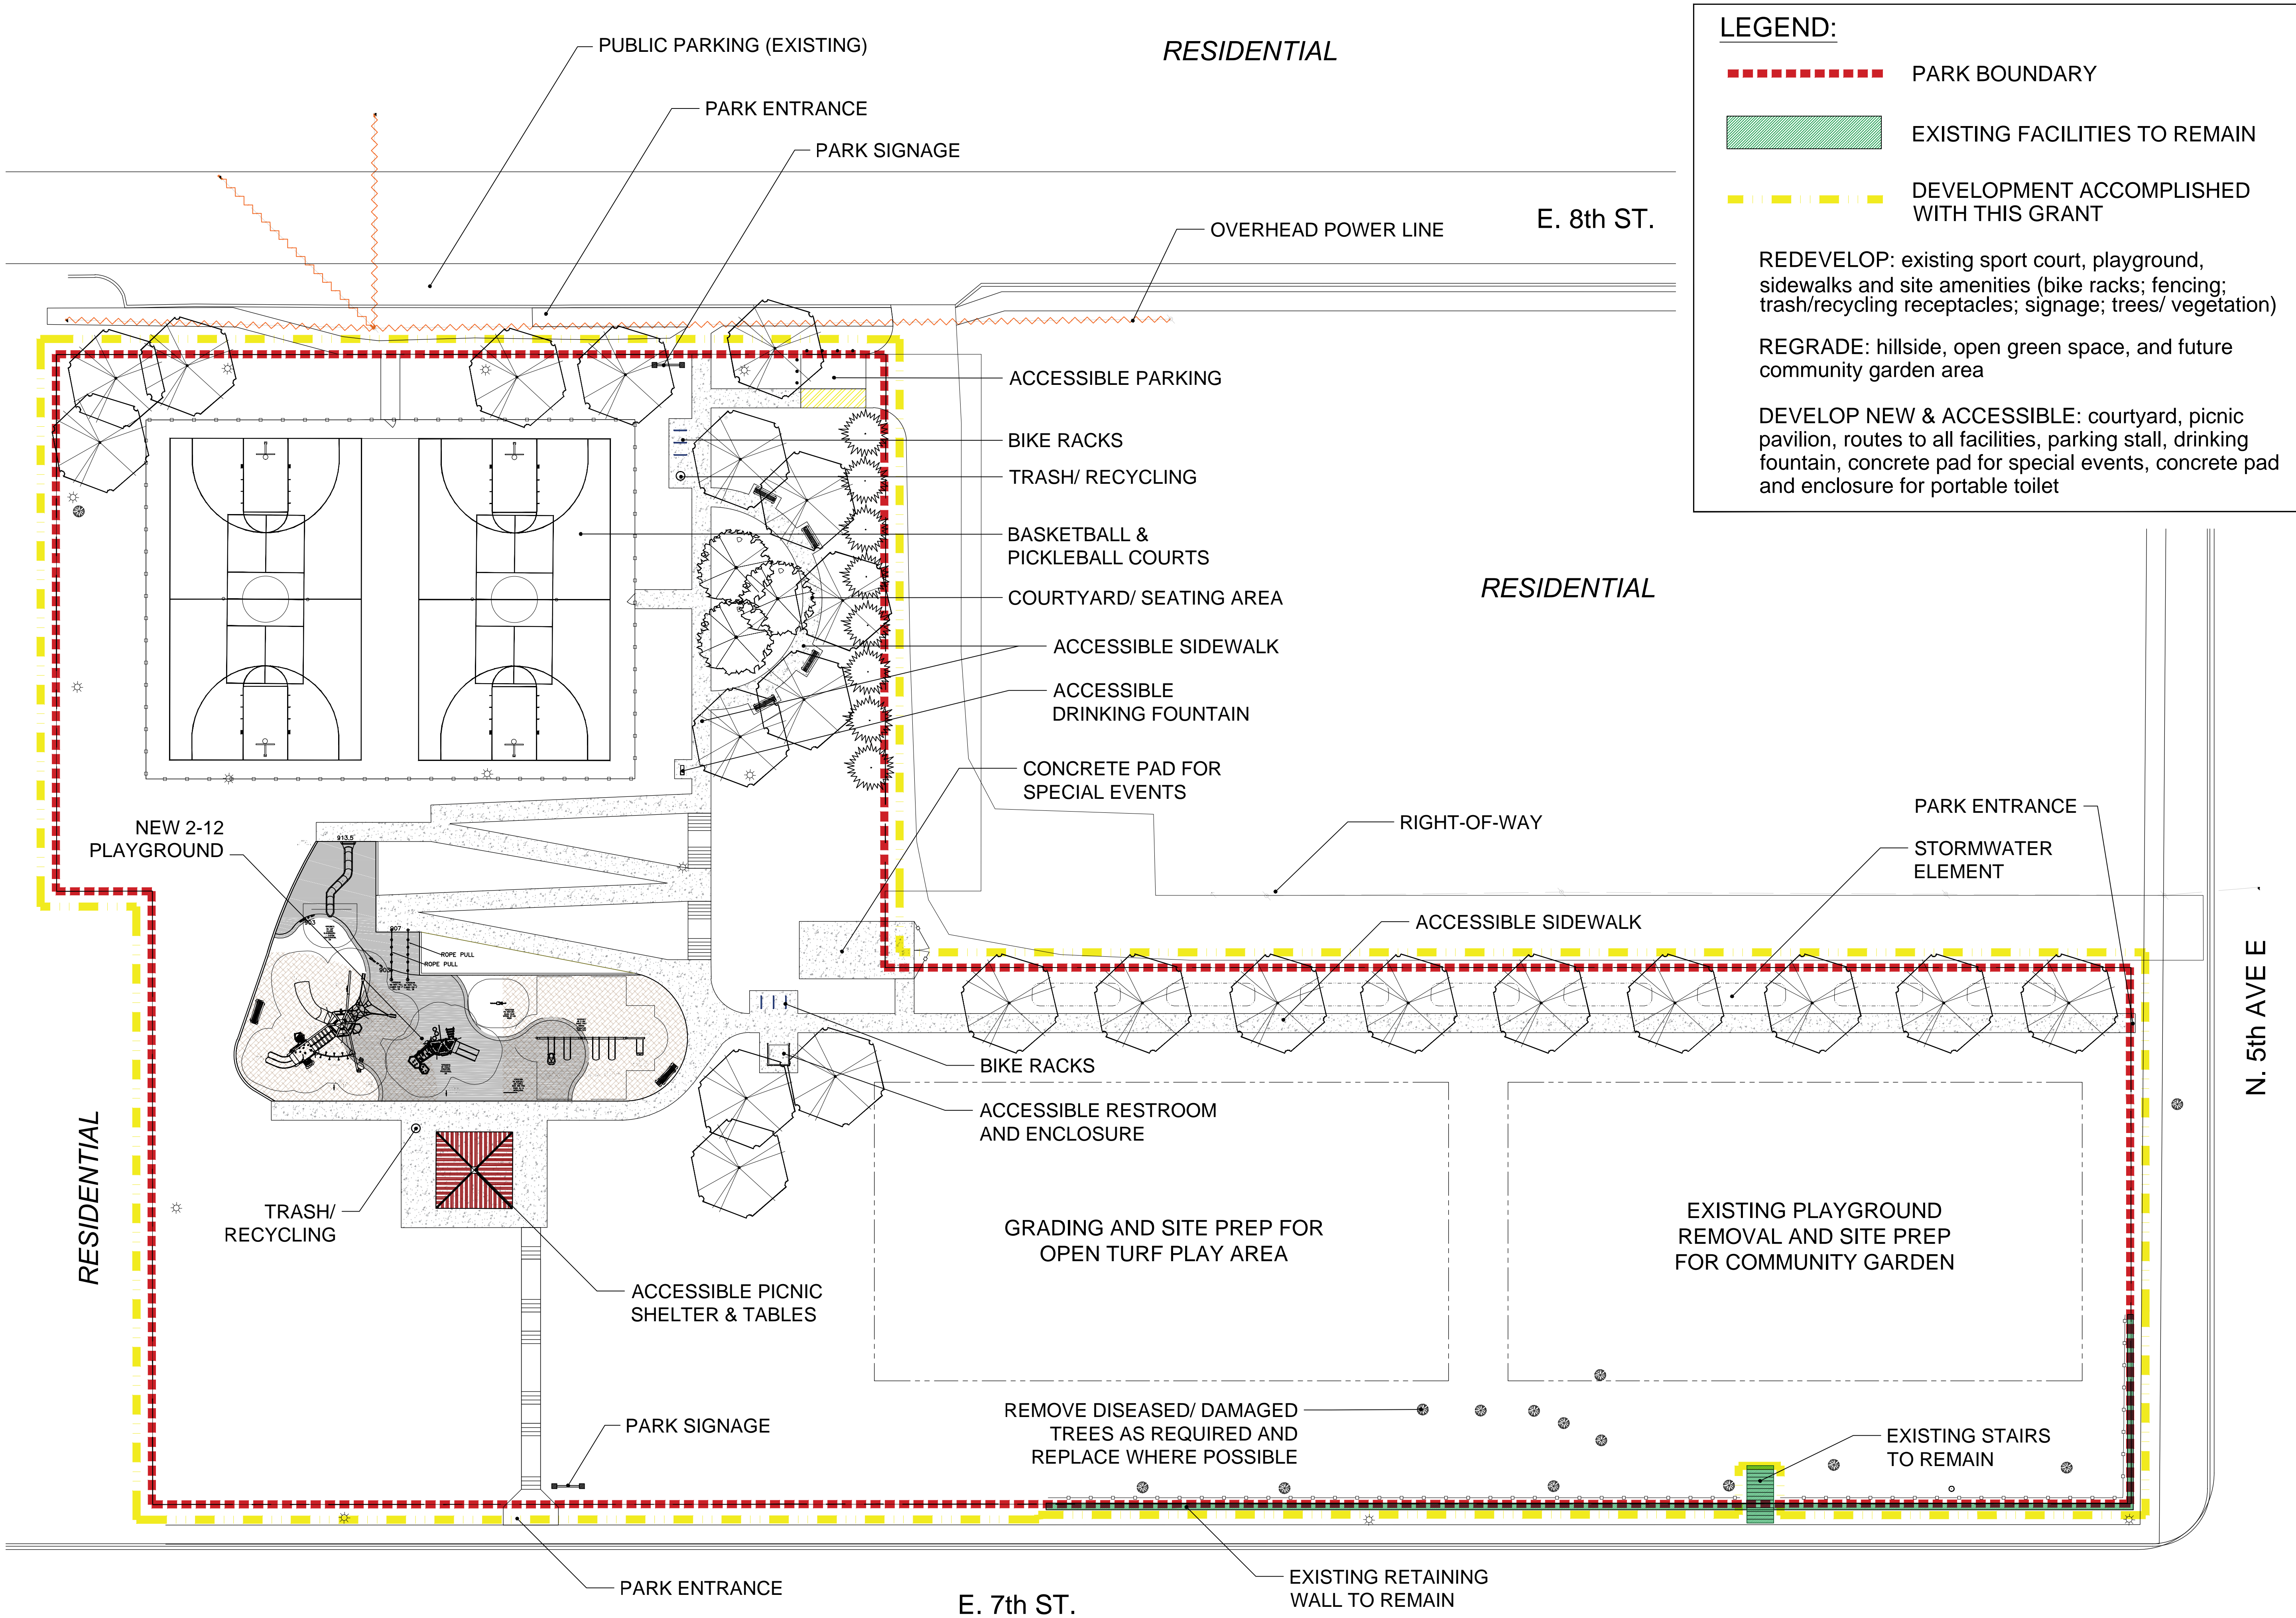 PUBLIC PARKING (EXISTING)
RESIDENTIAL
PARK ENTRANCE
PARK SIGNAGE
OVERHEAD POWER LINE
E. 8th ST.
LEGEND:
PARK BOUNDARY
EXISTING FACILITIES TO REMAIN
DEVELOPMENT ACCOMPLISHED
WITH THIS GRANT
REDEVELOP: existing sport court, playground,
sidewalks and site amenities (bike racks; fencing;
trash/recycling receptacles; signage; trees/ vegetation)
REGRADE: hillside, open green space, and future
community garden area
DEVELOP NEW & ACCESSIBLE: courtyard, picnic
pavilion, routes to all facilities, parking stall, drinking
fountain, concrete pad for special events, concrete pad
and enclosure for portable toilet
ACCESSIBLE PARKING
BIKE RACKS
TRASH/ RECYCLING
BASKETBALL &
PICKLEBALL COURTS
COURTYARD/ SEATING AREA
ACCESSIBLE SIDEWALK
ACCESSIBLE
DRINKING FOUNTAIN
CONCRETE PAD FOR
SPECIAL EVENTS
RESIDENTIAL
RIGHT-OF-WAY
PARK ENTRANCE
STORMWATER
ELEMENT
ACCESSIBLE SIDEWALK
N. 5th AVE E
NEW 2-12
PLAYGROUND
913.5
903
907
903
ROPE PULL
ROPE PULL
BIKE RACKS
ACCESSIBLE RESTROOM
AND ENCLOSURE
RESIDENTIAL
TRASH/
RECYCLING
ACCESSIBLE PICNIC
SHELTER & TABLES
GRADING AND SITE PREP FOR
OPEN TURF PLAY AREA
EXISTING PLAYGROUND
REMOVAL AND SITE PREP
FOR COMMUNITY GARDEN
PARK SIGNAGE
REMOVE DISEASED/ DAMAGED
TREES AS REQUIRED AND
REPLACE WHERE POSSIBLE
EXISTING STAIRS
TO REMAIN
PARK ENTRANCE
E. 7th ST.
EXISTING RETAINING
WALL TO REMAIN